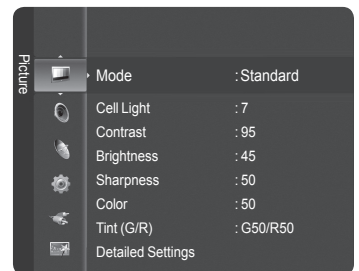 Picture
Mode : Standard
Cell Light : 7
Contrast : 95
Brightness : 45
Sharpness : 50
Color : 50
Tint (G/R) : G50/R50
Detailed Settings